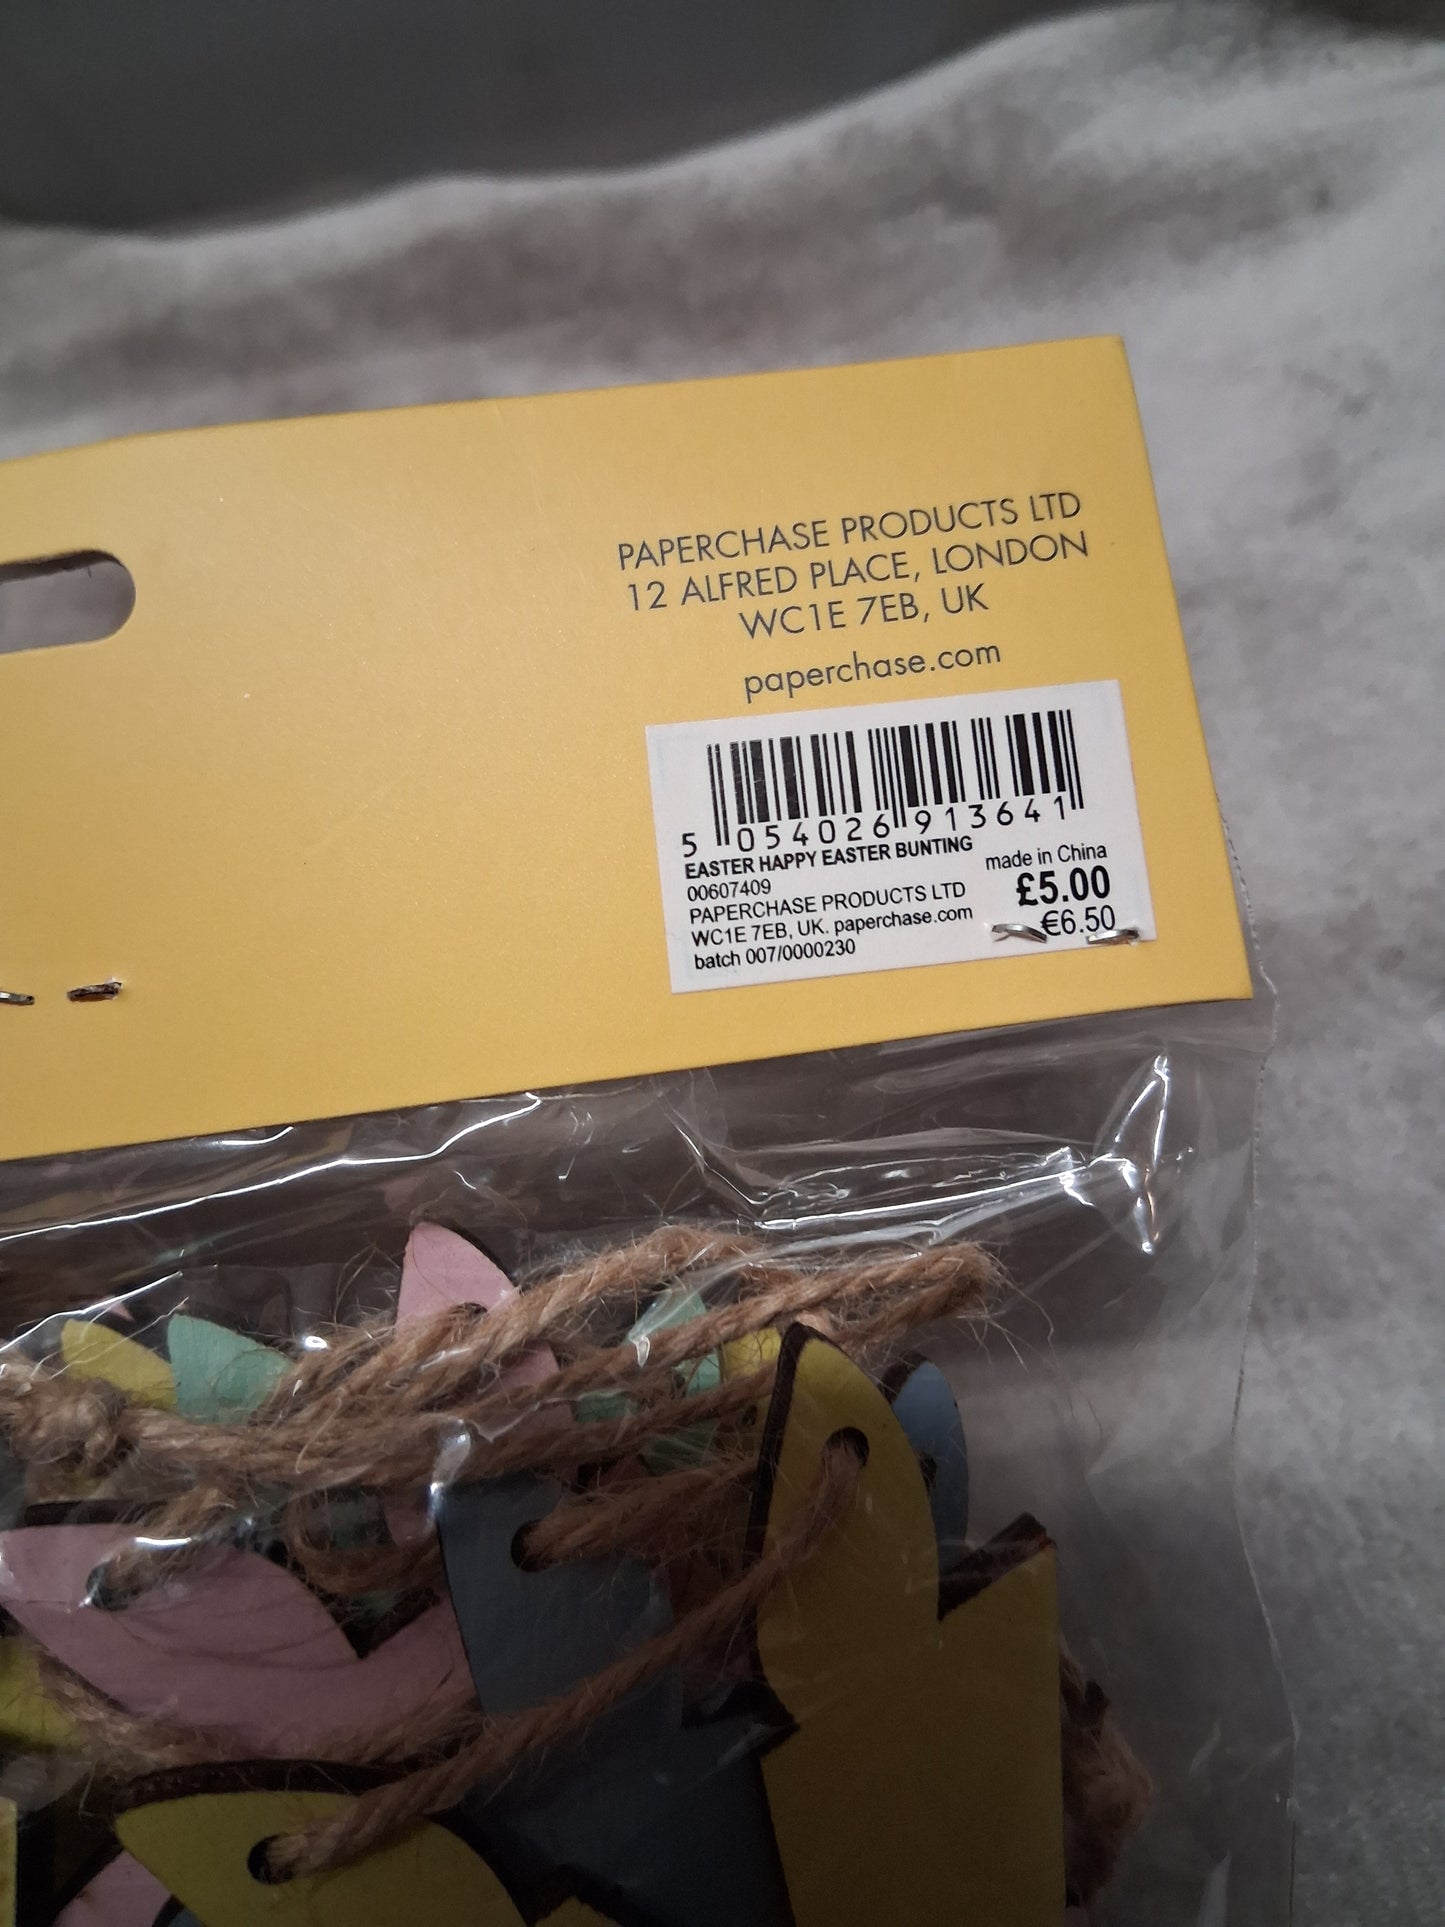 PAPERCHASE PRODUCTS LTD
12 ALFRED PLACE, LONDON
WC1E 7EB, UK
paperchase.com
5 054026 913641
EASTER HAPPY EASTER BUNTING
made in China
00607409
£5.00
PAPERCHASE PRODUCTS LTD
€6.50
WC1E 7EB, UK. paperchase.com
batch 007/0000230